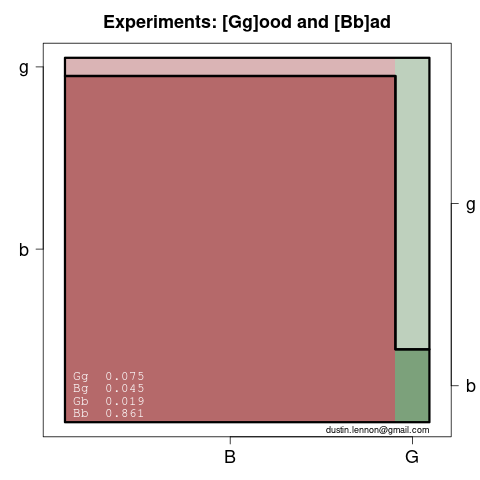 Experiments: [Gg]ood and [Bb]ad
g
g
b
b
Gg 0.075
Bg 0.045
Gb 0.019
Bb 0.861
dustin.lennon@gmail.com
B G